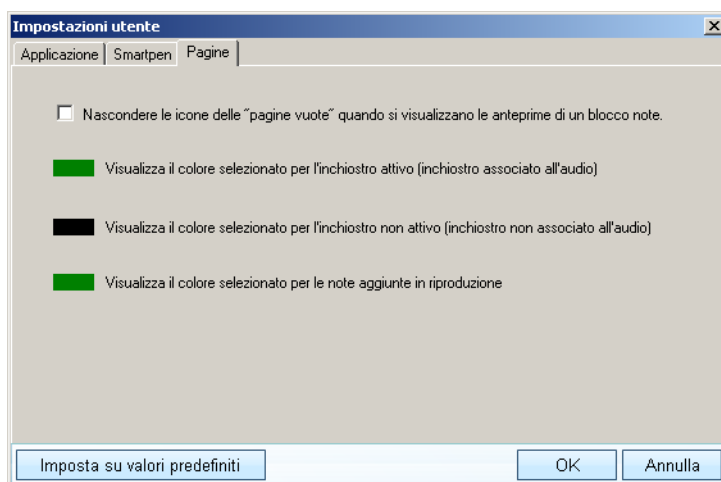 Impostazioni utente
Applicazione Smartpen Pagine
Nascondere le icone delle "pagine vuote" quando si visualizzano le anteprime di un blocco note.
Visualizza il colore selezionato per l'inchiostro attivo (inchiostro associato all'audio)
Visualizza il colore selezionato per l'inchiostro non attivo (inchiostro non associato all'audio)
Visualizza il colore selezionato per le note aggiunte in riproduzione
Imposta su valori predefiniti OK Annulla